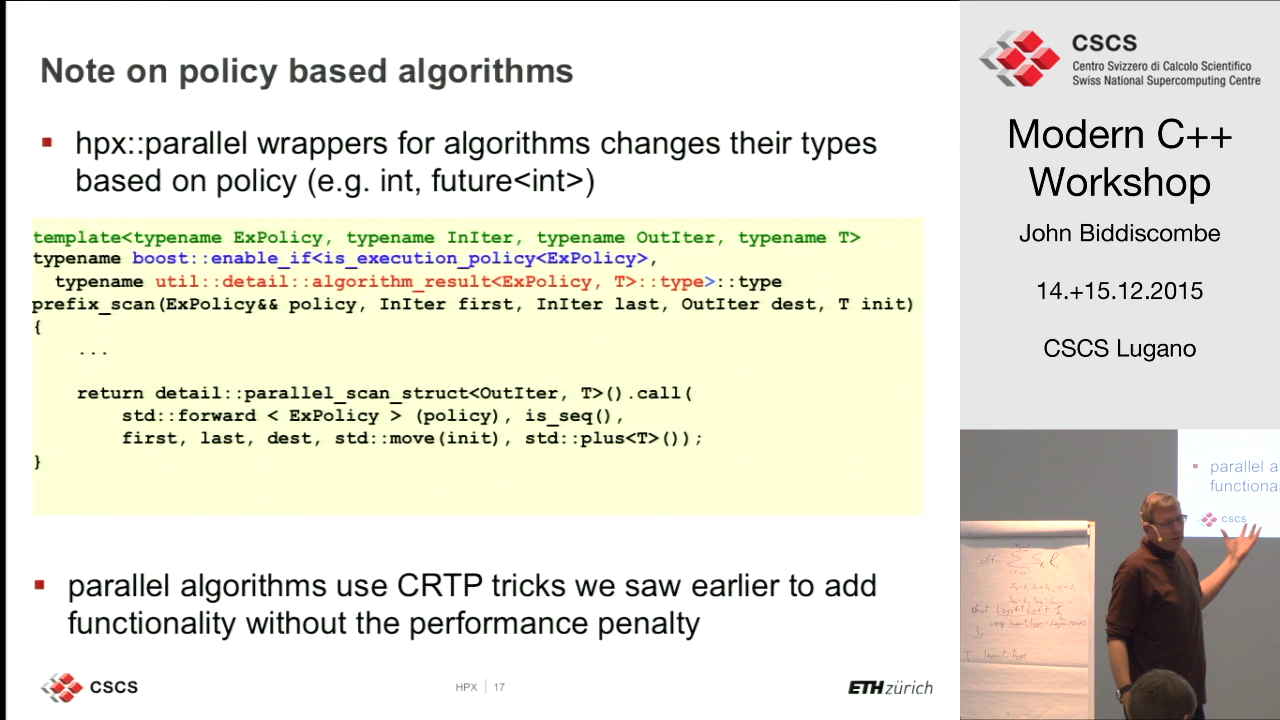 Note on policy based algorithms
▪ hpx::parallel wrappers for algorithms changes their types
based on policy (e.g. int, future<int>)
template<typename ExPolicy, typename InIter, typename OutIter, typename T>
typename boost::enable_if<is_execution_policy<ExPolicy>,
typename util::detail::algorithm_result<ExPolicy, T>::type>::type
prefix_scan(ExPolicy&& policy, InIter first, InIter last, OutIter dest, T init)
{
...
return detail::parallel_scan_struct<OutIter, T>().call(
std::forward < ExPolicy > (policy), is_seq(),
first, last, dest, std::move(init), std::plus<T>());
}
▪ parallel algorithms use CRTP tricks we saw earlier to add
functionality without the performance penalty
CSCS
HPX | 17
ETHzürich
CSCS
Centro Svizzero di Calcolo Scientifico
Swiss National Supercomputing Centre
Modern C++
Workshop
John Biddiscombe
14.+15.12.2015
CSCS Lugano
▪ parallel a
functiona
CSCS